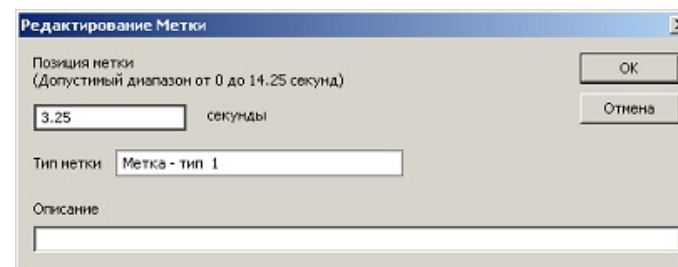 Редактирование Метки
Позиция метки
(Допустимый диапазон от 0 до 14.25 секунд)
OK
3.25 секунды
Отмена
Тип метки Метка - тип 1
Описание